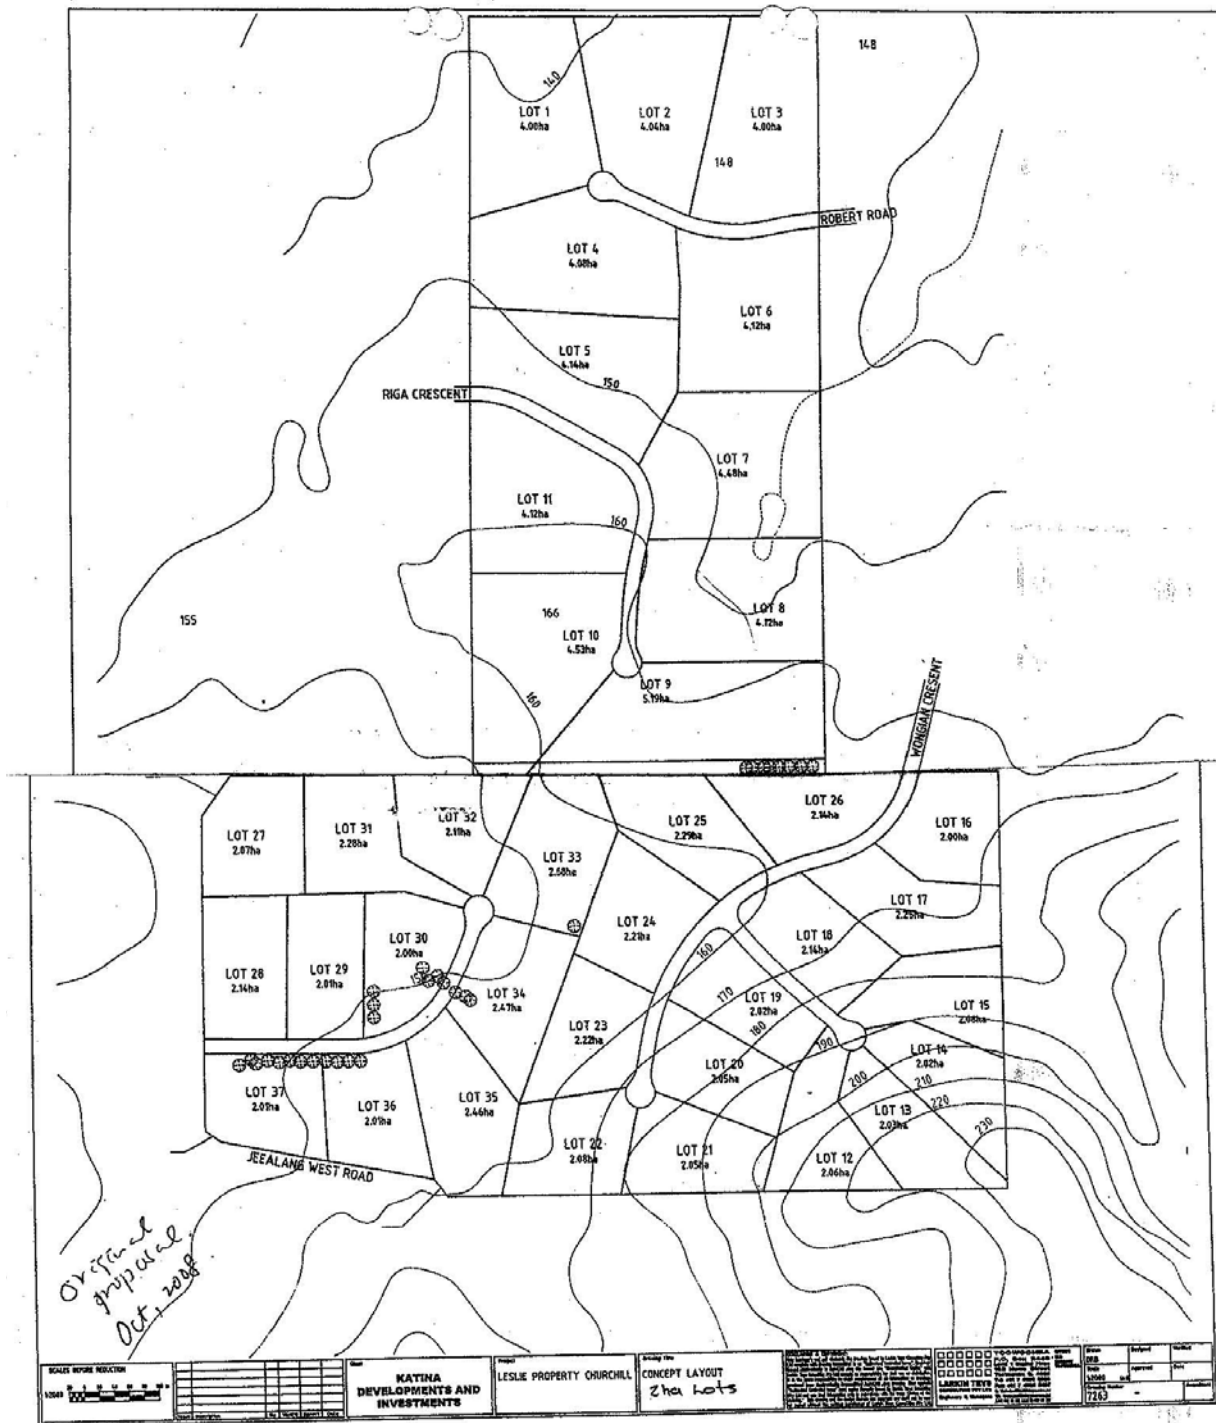 148
140
LOT 1
4.00ha
LOT 2
4.04ha
LOT 3
4.00ha
148
ROBERT ROAD
LOT 4
4.08ha
LOT 6
4.12ha
LOT 5
4.14ha
150
RIGA CRESCENT
LOT 7
4.48ha
LOT 11
4.12ha
160
155
166
LOT 8
4.12ha
LOT 10
4.53ha
LOT 9
5.19ha
160
WONGIAN CRESENT
LOT 27
2.07ha
LOT 31
2.28ha
LOT 32
2.11ha
LOT 25
2.29ha
LOT 26
2.14ha
LOT 16
2.00ha
LOT 33
LOT 17
2.25ha
LOT 24
2.21ha
LOT 18
2.14ha
LOT 30
2.00ha
160
LOT 28
2.14ha
LOT 29
2.01ha
LOT 34
2.47ha
170
LOT 19
2.02ha
LOT 15
2.08ha
LOT 23
2.22ha
180
190
LOT 14
2.02ha
LOT 20
2.05ha
200
210
220
LOT 37
2.01ha
LOT 36
2.01ha
LOT 35
2.46ha
LOT 13
2.03ha
230
LOT 22
2.08ha
LOT 21
2.05ha
LOT 12
2.06ha
JEEALANG WEST ROAD
Original
proposal.
Oct, 2008
SCALES BEFORE REDUCTION
KATINA
DEVELOPMENTS AND
INVESTMENTS
LESLIE PROPERTY CHURCHILL
CONCEPT LAYOUT
2ha Lots
7263